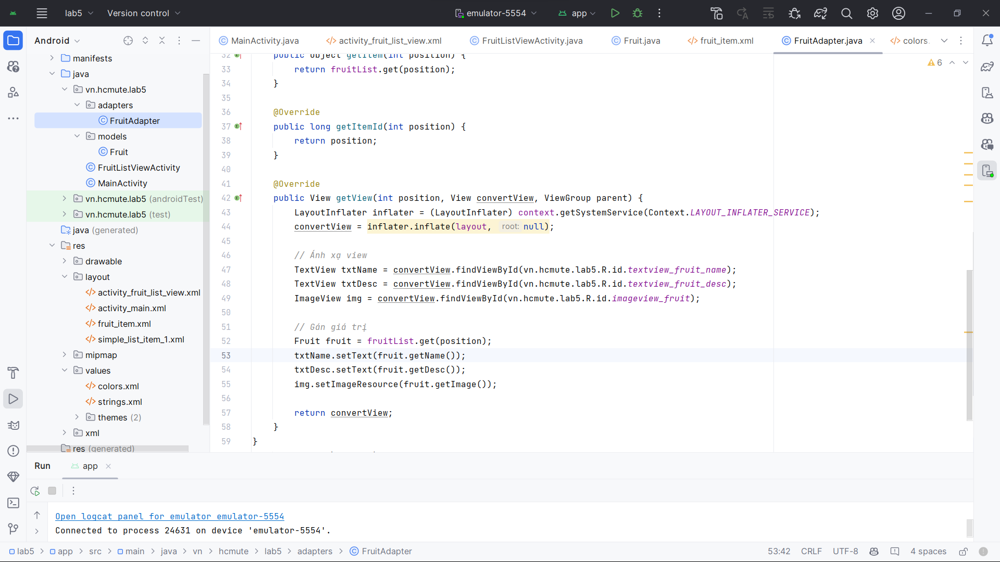 lab5 Version control emulator-5554 app
Android
MainActivity.java activity_fruit_list_view.xml FruitListViewActivity.java Fruit.java fruit_item.xml FruitAdapter.java colors.
manifests
java
vn.hcmute.lab5
adapters
FruitAdapter
models
Fruit
FruitListViewActivity
MainActivity
vn.hcmute.lab5 (androidTest)
vn.hcmute.lab5 (test)
java (generated)
res
drawable
layout
activity_fruit_list_view.xml
activity_main.xml
fruit_item.xml
simple_list_item_1.xml
mipmap
values
colors.xml
strings.xml
themes (2)
xml
res (generated)
6
32 public Object getItem(int position) {
33 return fruitList.get(position);
34 }
35
36 @Override
37 public long getItemId(int position) {
38 return position;
39 }
40
41 @Override
42 public View getView(int position, View convertView, ViewGroup parent) {
43 LayoutInflater inflater = (LayoutInflater) context.getSystemService(Context.LAYOUT_INFLATER_SERVICE);
44 convertView = inflater.inflate(layout, root: null);
45
46 // Ánh xạ view
47 TextView txtName = convertView.findViewById(vn.hcmute.lab5.R.id.textview_fruit_name);
48 TextView txtDesc = convertView.findViewById(vn.hcmute.lab5.R.id.textview_fruit_desc);
49 ImageView img = convertView.findViewById(vn.hcmute.lab5.R.id.imageview_fruit);
50
51 // Gán giá trị
52 Fruit fruit = fruitList.get(position);
53 txtName.setText(fruit.getName());
54 txtDesc.setText(fruit.getDesc());
55 img.setImageResource(fruit.getImage());
56
57 return convertView;
58 }
59 }
Run app
Open logcat panel for emulator emulator-5554
Connected to process 24631 on device 'emulator-5554'.
lab5 > app > src > main > java > vn > hcmute > lab5 > adapters > FruitAdapter 53:42 CRLF UTF-8 4 spaces